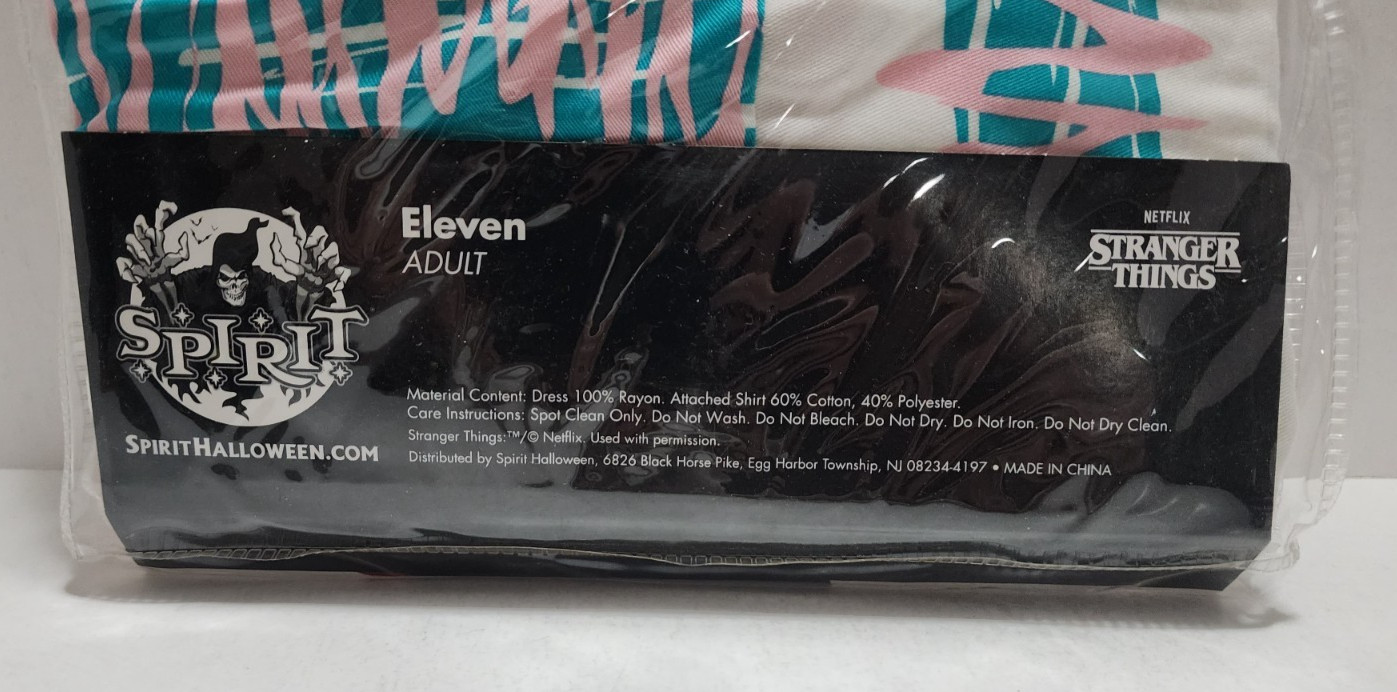 Eleven
ADULT
NETFLIX
STRANGER
THINGS
SPIRIT
SPIRITHALLOWEEN.COM
Material Content: Dress 100% Rayon. Attached Shirt 60% Cotton, 40% Polyester.
Care Instructions: Spot Clean Only. Do Not Wash. Do Not Bleach. Do Not Dry. Do Not Iron. Do Not Dry Clean.
Stranger Things:™/© Netflix. Used with permission.
Distributed by Spirit Halloween, 6826 Black Horse Pike, Egg Harbor Township, NJ 08234-4197 • MADE IN CHINA